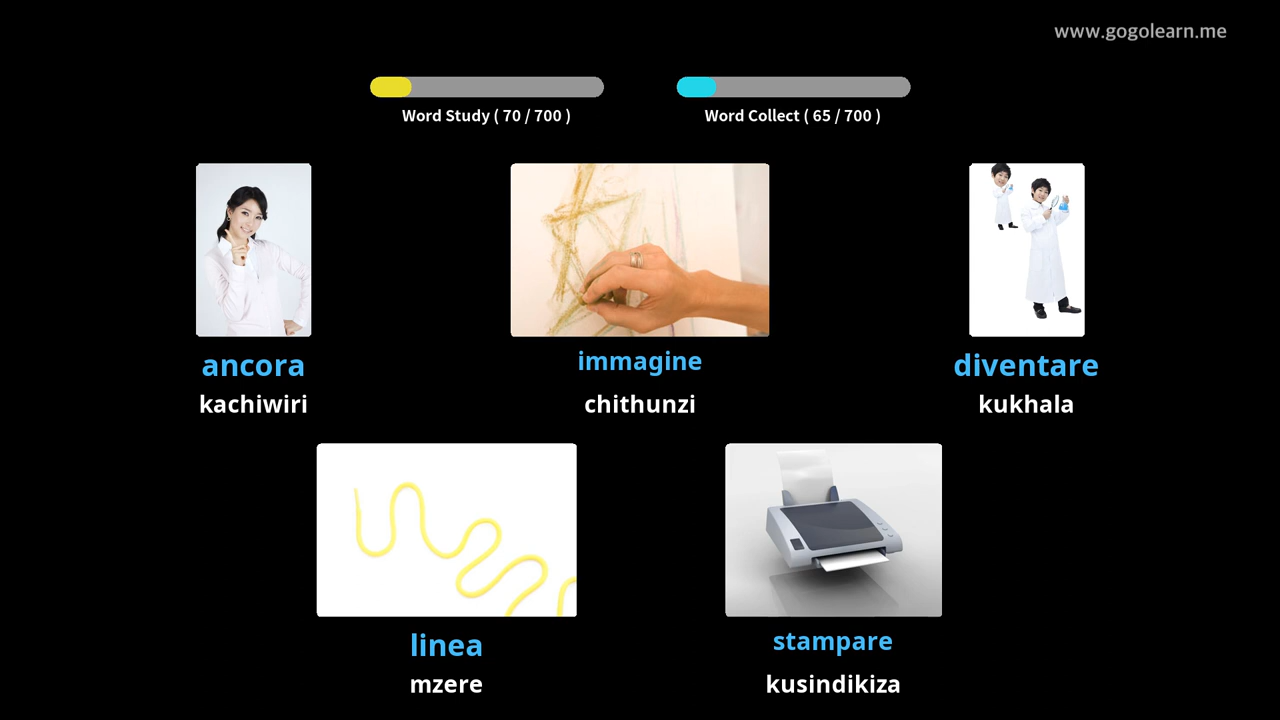 www.gogolearn.me
Word Study ( 70 / 700 )
Word Collect ( 65 / 700 )
ancora
kachiwiri
immagine
chithunzi
diventare
kukhala
linea
mzere
stampare
kusindikiza